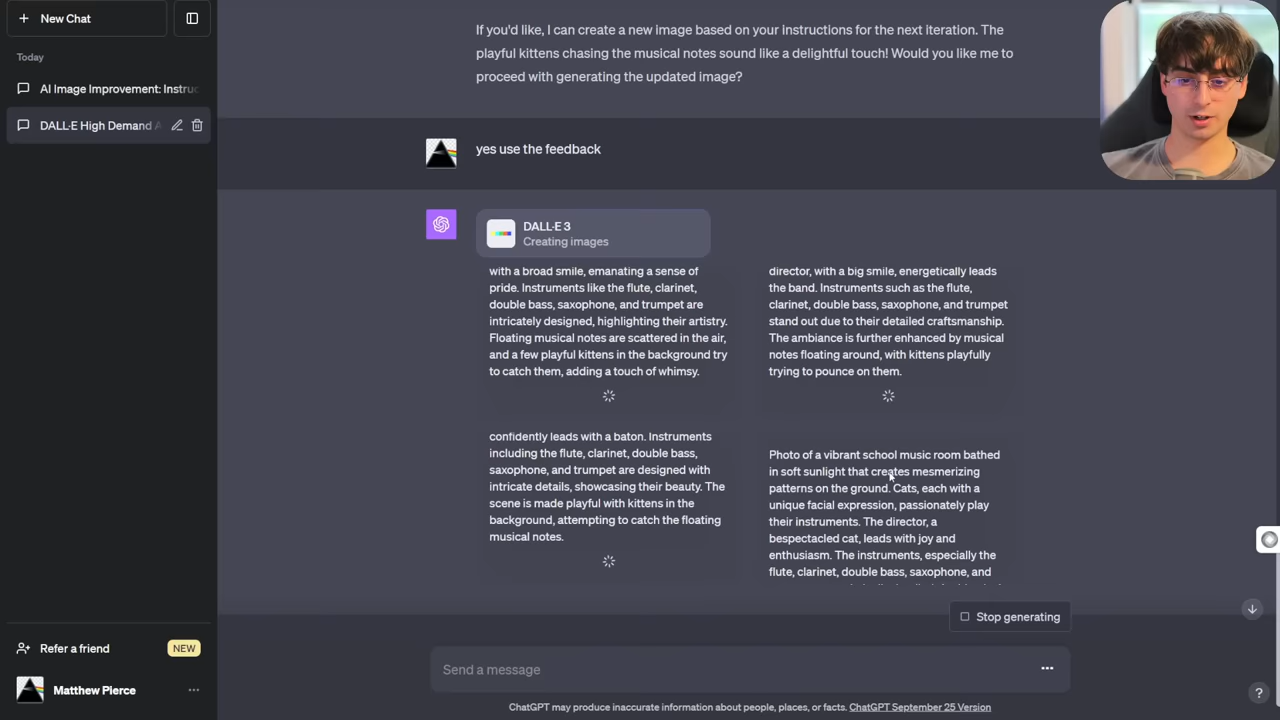 New Chat
Today
AI Image Improvement: Instruc
DALL·E High Demand A
If you'd like, I can create a new image based on your instructions for the next iteration. The
playful kittens chasing the musical notes sound like a delightful touch! Would you like me to
proceed with generating the updated image?
yes use the feedback
DALL·E 3
Creating images
with a broad smile, emanating a sense of
pride. Instruments like the flute, clarinet,
double bass, saxophone, and trumpet are
intricately designed, highlighting their artistry.
Floating musical notes are scattered in the air,
and a few playful kittens in the background try
to catch them, adding a touch of whimsy.
director, with a big smile, energetically leads
the band. Instruments such as the flute,
clarinet, double bass, saxophone, and trumpet
stand out due to their detailed craftsmanship.
The ambiance is further enhanced by musical
notes floating around, with kittens playfully
trying to pounce on them.
confidently leads with a baton. Instruments
including the flute, clarinet, double bass,
saxophone, and trumpet are designed with
intricate details, showcasing their beauty. The
scene is made playful with kittens in the
background, attempting to catch the floating
musical notes.
Photo of a vibrant school music room bathed
in soft sunlight that creates mesmerizing
patterns on the ground. Cats, each with a
unique facial expression, passionately play
their instruments. The director, a
bespectacled cat, leads with joy and
enthusiasm. The instruments, especially the
flute, clarinet, double bass, saxophone, and
Stop generating
Refer a friend
NEW
Matthew Pierce
Send a message
ChatGPT may produce inaccurate information about people, places, or facts. ChatGPT September 25 Version
?